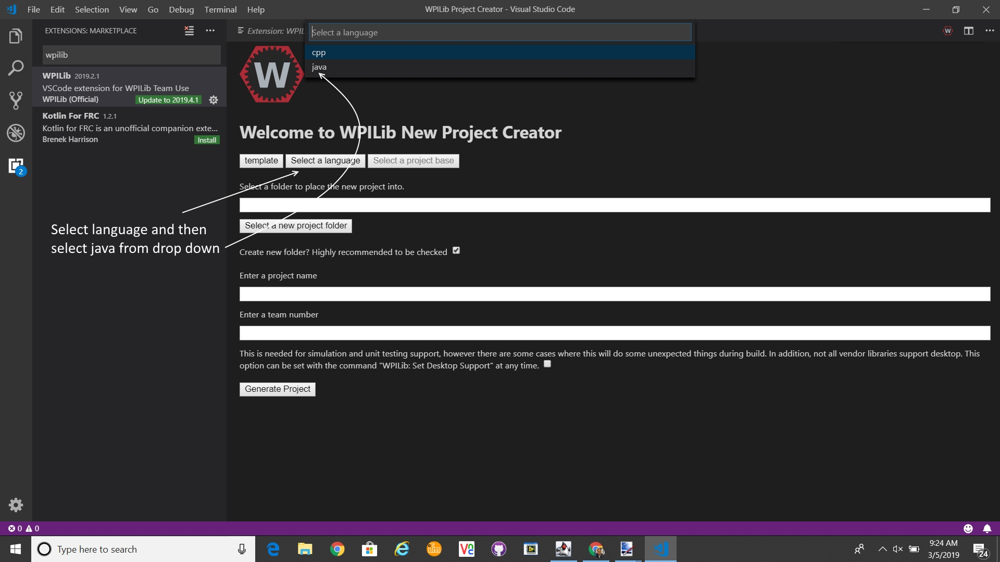 File Edit Selection View Go Debug Terminal Help
WPILib Project Creator - Visual Studio Code
EXTENSIONS: MARKETPLACE
wpilib
WPILib 2019.2.1
VSCode extension for WPILib Team Use
WPILib (Official) Update to 2019.4.1
Kotlin For FRC 1.2.1
Kotlin for FRC is an unofficial companion exte...
Brenek Harrison Install
2
Extension: WPIL
Select a language
cpp
java
W
W
Welcome to WPILib New Project Creator
template Select a language Select a project base
Select a folder to place the new project into.
Select a new project folder
Create new folder? Highly recommended to be checked
Enter a project name
Enter a team number
This is needed for simulation and unit testing support, however there are some cases where this will do some unexpected things during build. In addition, not all vendor libraries support desktop. This
option can be set with the command "WPILib: Set Desktop Support" at any time.
Generate Project
Select language and then
select java from drop down
0 0
Type here to search
9:24 AM
3/5/2019
24